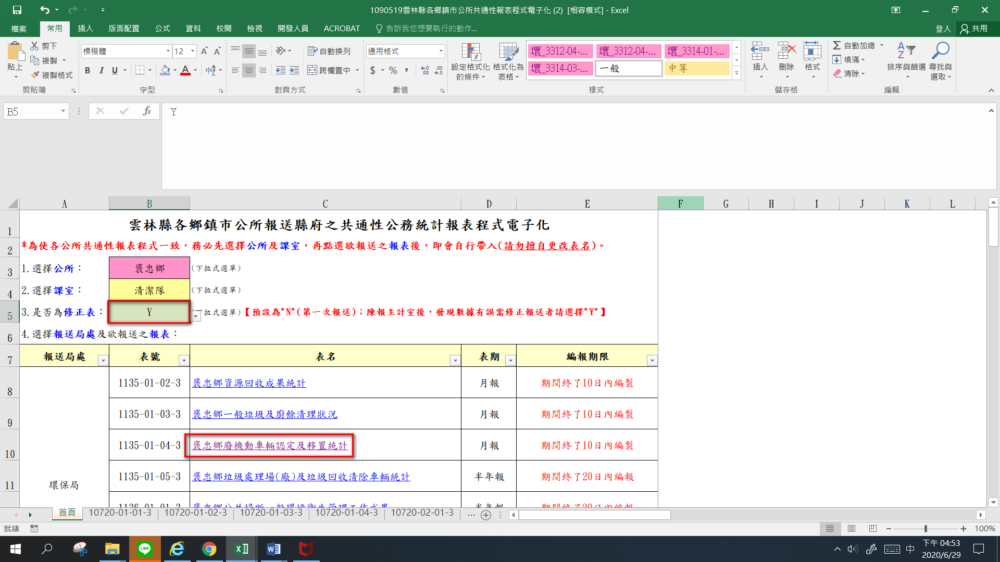 1090519雲林縣各鄉鎮市公所共通性報表程式電子化 (2) [相容模式] - Excel
檔案 常用 插入 版面配置 公式 資料 校閱 檢視 開發人員 ACROBAT 告訴我您想要執行的動作... 登入 共用
貼上 剪下 複製 複製格式 剪貼簿
標楷體 12 B I U 中 字型
自動換列 跨欄置中 對齊方式
通用格式 $ % , 數值
設定格式化的條件 格式化為表格
壞_3312-04-... 壞_3312-04-... 壞_3314-01-...
壞_3314-03-... 一般 中等
樣式
插入 刪除 格式 儲存格
自動加總 填滿 清除 排序與篩選 尋找與選取 編輯
B5 fx Y
A B C D E F G H I J K L
1 雲林縣各鄉鎮市公所報送縣府之共通性公務統計報表程式電子化
2 *為使各公所共通性報表程式一致，務必先選擇公所及課室，再點選欲報送之報表後，即會自行帶入(請勿擅自更改表名)。
3 1.選擇公所： 褒忠鄉 (下拉式選單)
4 2.選擇課室： 清潔隊 (下拉式選單)
5 3.是否為修正表： Y 下拉式選單)【預設為"N"(第一次報送)；陳報主計室後，發現數據有誤需修正報送者請選擇"Y"】
6 4.選擇報送局處及欲報送之報表：
7 報送局處 表號 表名 表期 編報期限
8 1135-01-02-3 褒忠鄉資源回收成果統計 月報 期間終了10日內編製
9 1135-01-03-3 褒忠鄉一般垃圾及廚餘清理狀況 月報 期間終了10日內編製
10 1135-01-04-3 褒忠鄉廢機動車輛認定及移置統計 月報 期間終了10日內編製
11 環保局 1135-01-05-3 褒忠鄉垃圾處理場(廠)及垃圾回收清除車輛統計 半年報 期間終了20日內編報
首頁 10720-01-01-3 10720-01-02-3 10720-01-03-3 10720-01-04-3 10720-02-01-3 ...
就緒 100%
LINE 中 下午 04:53
2020/6/29